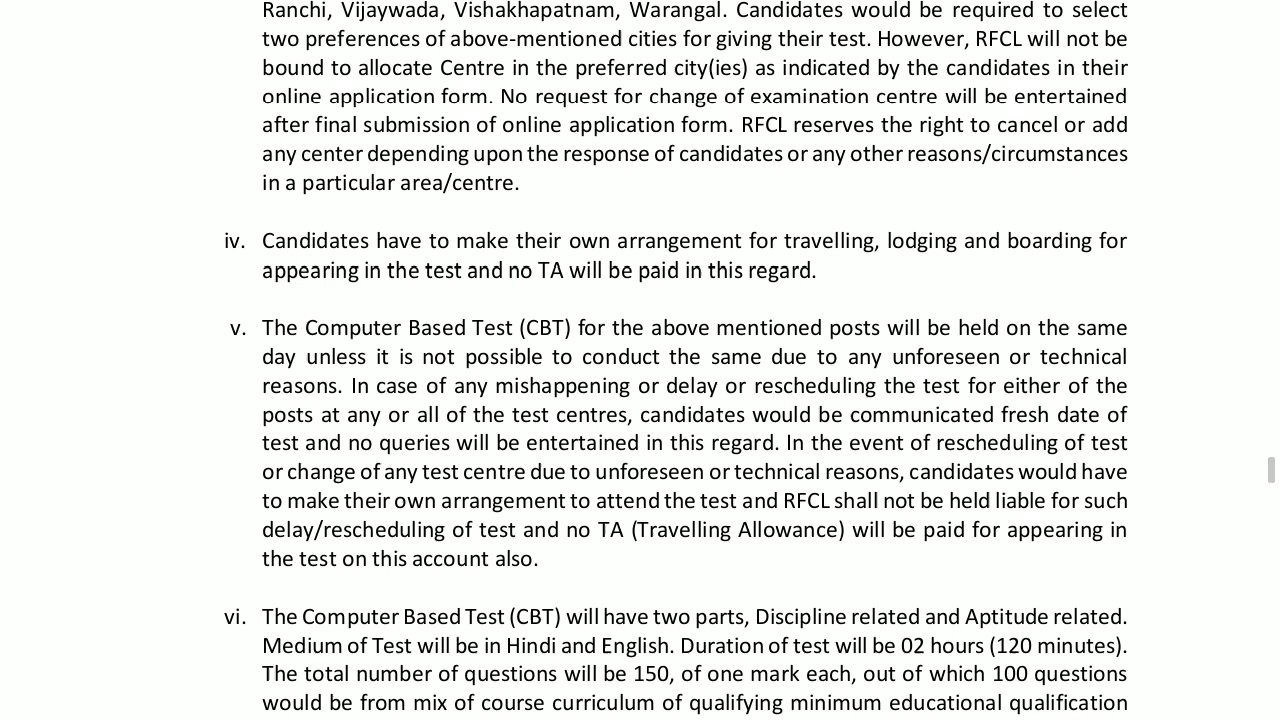 Ranchi, Vijaywada, Vishakhapatnam, Warangal. Candidates would be required to select
two preferences of above-mentioned cities for giving their test. However, RFCL will not be
bound to allocate Centre in the preferred city(ies) as indicated by the candidates in their
online application form. No request for change of examination centre will be entertained
after final submission of online application form. RFCL reserves the right to cancel or add
any center depending upon the response of candidates or any other reasons/circumstances
in a particular area/centre.
iv. Candidates have to make their own arrangement for travelling, lodging and boarding for
appearing in the test and no TA will be paid in this regard.
v. The Computer Based Test (CBT) for the above mentioned posts will be held on the same
day unless it is not possible to conduct the same due to any unforeseen or technical
reasons. In case of any mishappening or delay or rescheduling the test for either of the
posts at any or all of the test centres, candidates would be communicated fresh date of
test and no queries will be entertained in this regard. In the event of rescheduling of test
or change of any test centre due to unforeseen or technical reasons, candidates would have
to make their own arrangement to attend the test and RFCL shall not be held liable for such
delay/rescheduling of test and no TA (Travelling Allowance) will be paid for appearing in
the test on this account also.
vi. The Computer Based Test (CBT) will have two parts, Discipline related and Aptitude related.
Medium of Test will be in Hindi and English. Duration of test will be 02 hours (120 minutes).
The total number of questions will be 150, of one mark each, out of which 100 questions
would be from mix of course curriculum of qualifying minimum educational qualification